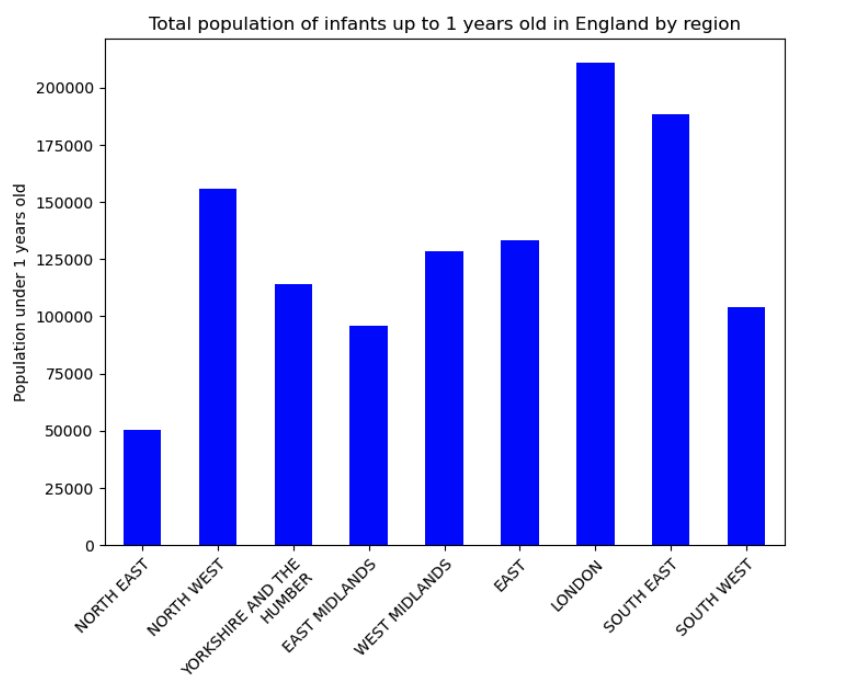 Total population of infants up to 1 years old in England by region
Population under 1 years old
200000
175000
150000
125000
100000
75000
50000
25000
0
NORTH EAST
NORTH WEST
YORKSHIRE AND THE
HUMBER
EAST MIDLANDS
WEST MIDLANDS
EAST
LONDON
SOUTH EAST
SOUTH WEST